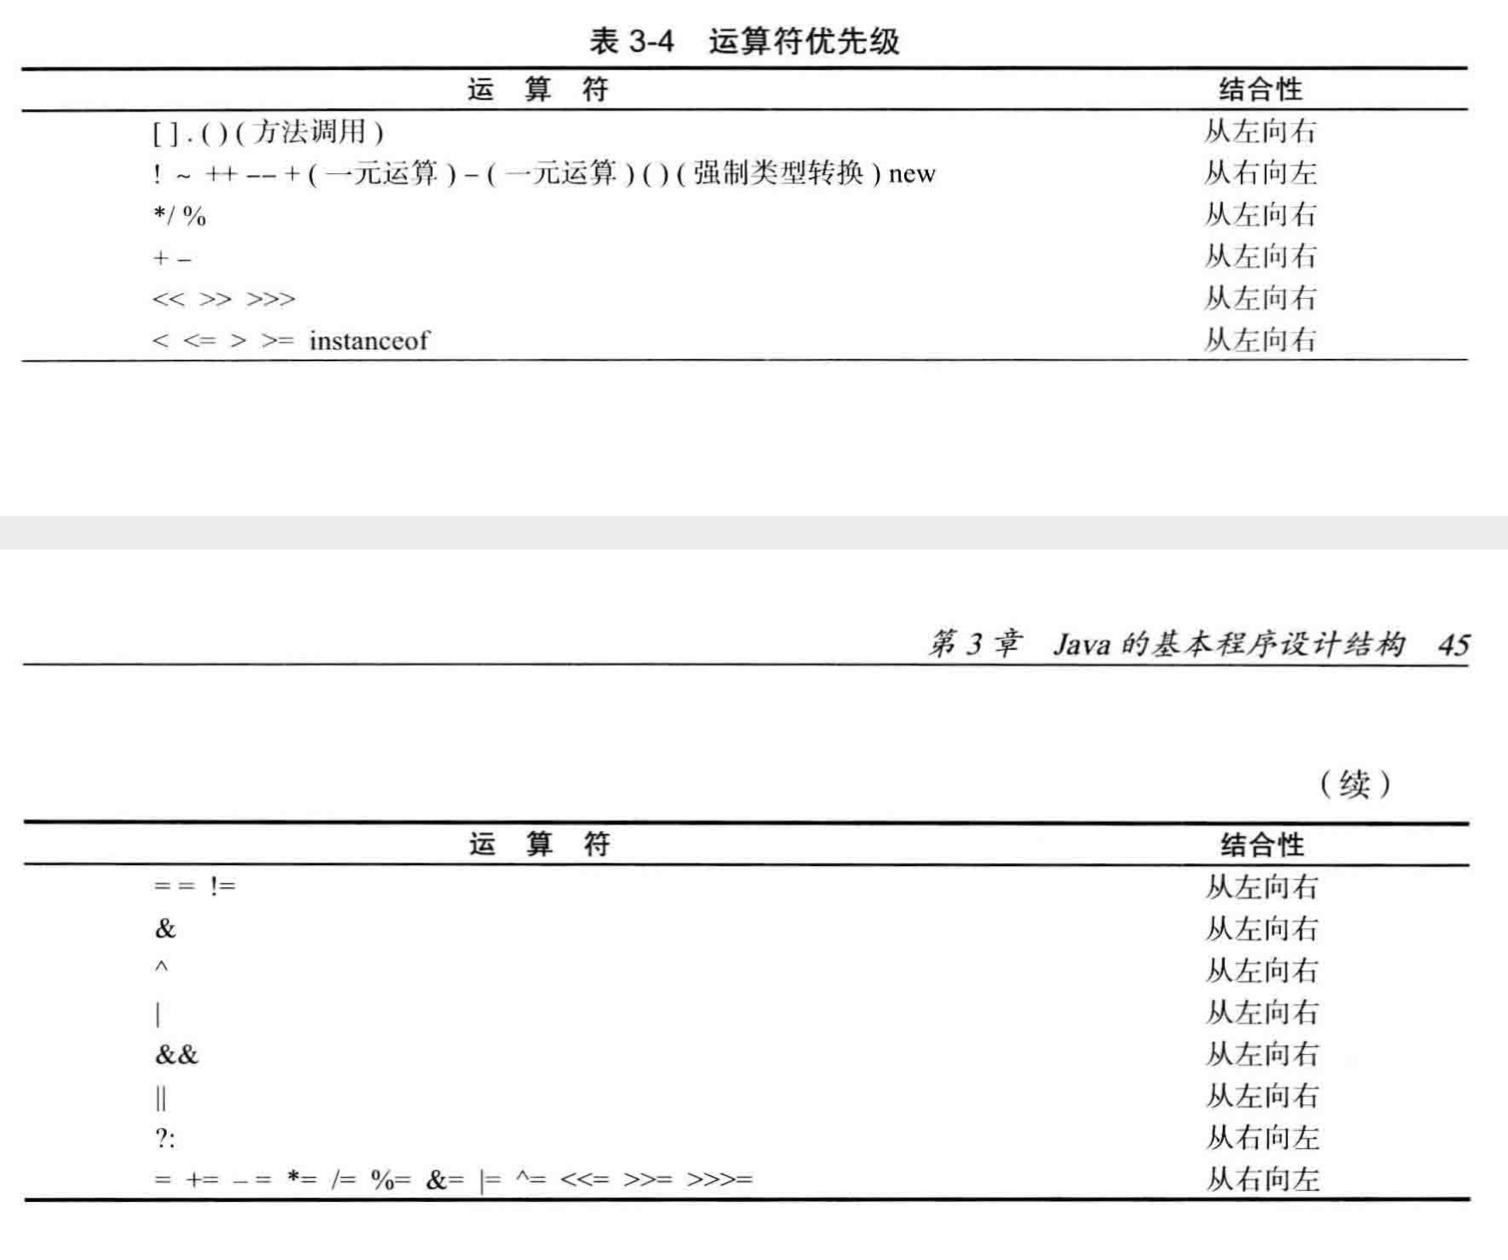 表 3-4 运算符优先级
运 算 符 结合性
[ ] . ( ) ( 方法调用 ) 从左向右
! ~ ++ -- + ( 一元运算 ) – ( 一元运算 ) ( ) ( 强制类型转换 ) new 从右向左
*/ % 从左向右
+ – 从左向右
<< >> >>> 从左向右
< <= > >= instanceof 从左向右
第 3 章 Java 的基本程序设计结构 45
（续）
运 算 符 结合性
= = != 从左向右
& 从左向右
^ 从左向右
| 从左向右
&& 从左向右
|| 从左向右
?: 从右向左
= += – = *= /= %= &= |= ^= <<= >>= >>>= 从右向左